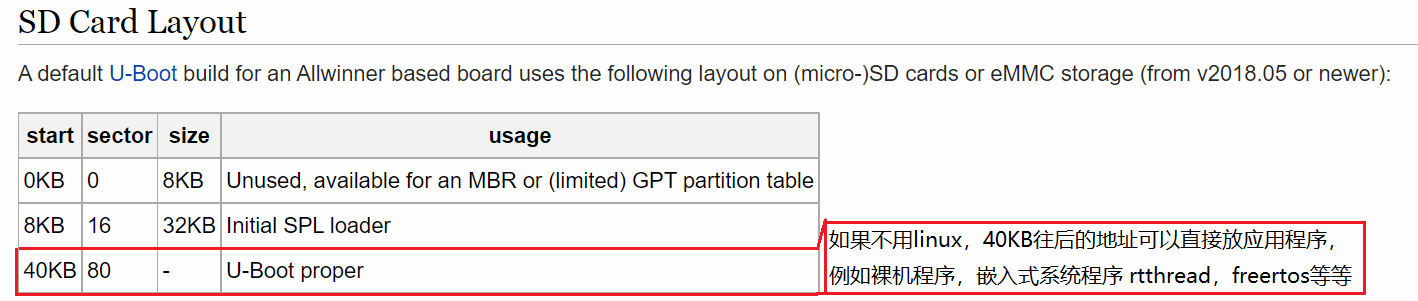 SD Card Layout
A default U-Boot build for an Allwinner based board uses the following layout on (micro-)SD cards or eMMC storage (from v2018.05 or newer):
start sector size usage
0KB 0 8KB Unused, available for an MBR or (limited) GPT partition table
8KB 16 32KB Initial SPL loader
40KB 80 - U-Boot proper
如果不用linux，40KB往后的地址可以直接放应用程序，
例如裸机程序，嵌入式系统程序 rtthread，freertos等等